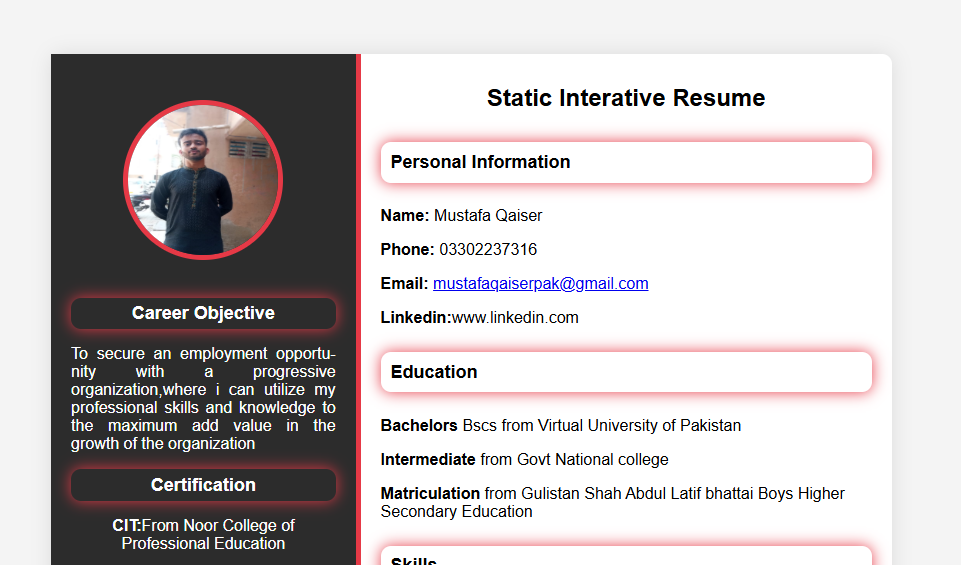 Career Objective
To secure an employment opportu-
nity with a progressive
organization,where i can utilize my
professional skills and knowledge to
the maximum add value in the
growth of the organization
Certification
CIT:From Noor College of
Professional Education
Static Interative Resume
Personal Information
Name: Mustafa Qaiser
Phone: 03302237316
Email: mustafaqaiserpak@gmail.com
Linkedin:www.linkedin.com
Education
Bachelors Bscs from Virtual University of Pakistan
Intermediate from Govt National college
Matriculation from Gulistan Shah Abdul Latif bhattai Boys Higher
Secondary Education
Skills